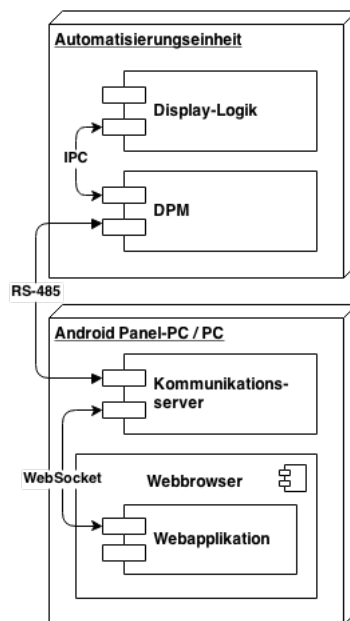 Automatisierungseinheit
Display-Logik
IPC
DPM
RS-485
Android Panel-PC / PC
Kommunikations-
server
WebSocket
Webbrowser
Webapplikation